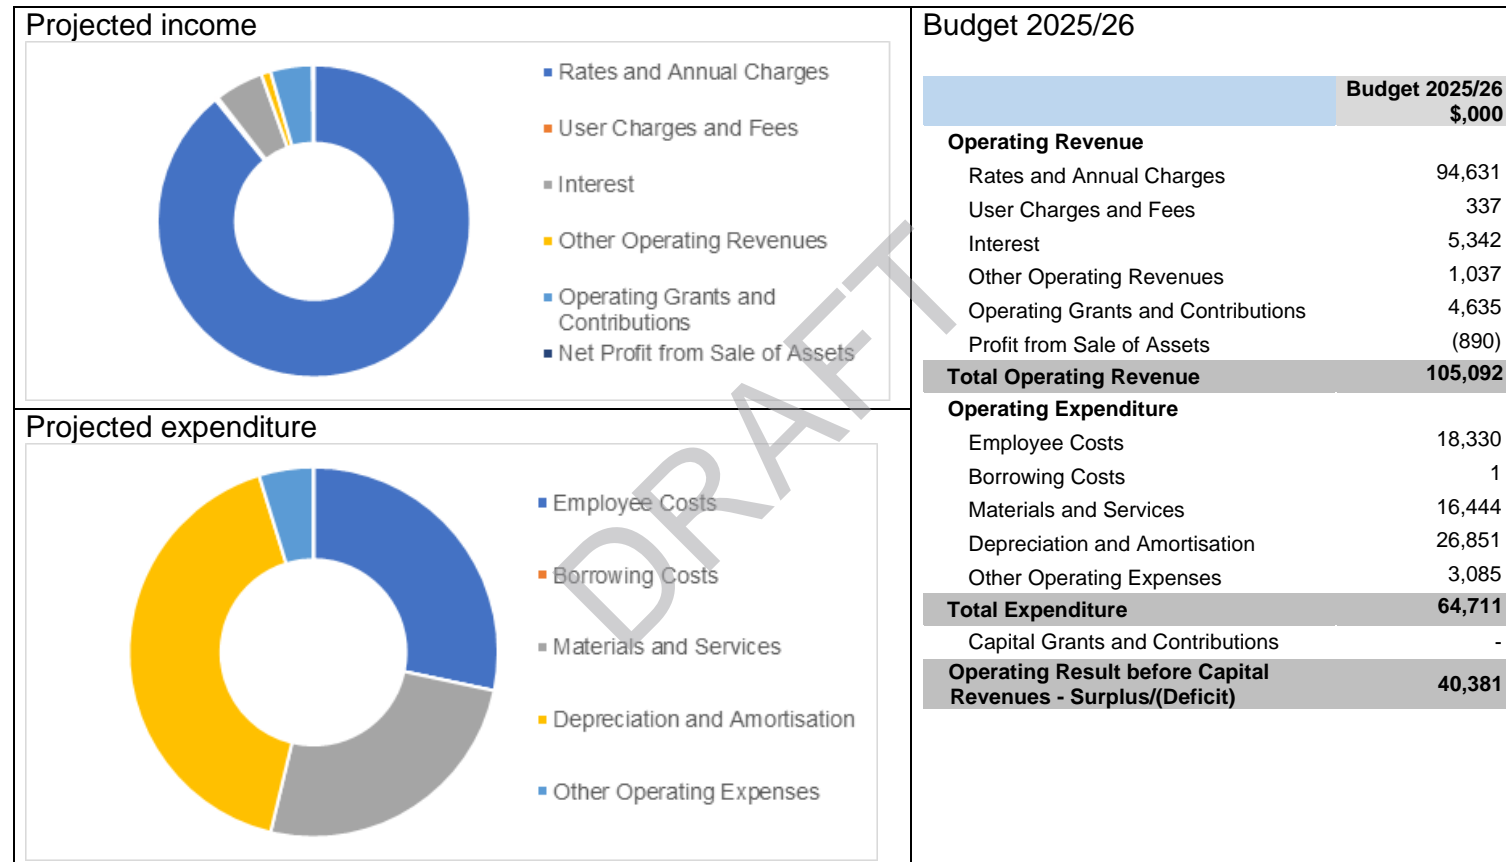 Projected income
Rates and Annual Charges
User Charges and Fees
Interest
Other Operating Revenues
Operating Grants and
Contributions
Net Profit from Sale of Assets
Projected expenditure
Employee Costs
Borrowing Costs
Materials and Services
Depreciation and Amortisation
Other Operating Expenses
DRAFT
Budget 2025/26
Budget 2025/26
$,000
Operating Revenue
Rates and Annual Charges 94,631
User Charges and Fees 337
Interest 5,342
Other Operating Revenues 1,037
Operating Grants and Contributions 4,635
Profit from Sale of Assets (890)
Total Operating Revenue 105,092
Operating Expenditure
Employee Costs 18,330
Borrowing Costs 1
Materials and Services 16,444
Depreciation and Amortisation 26,851
Other Operating Expenses 3,085
Total Expenditure 64,711
Capital Grants and Contributions -
Operating Result before Capital
Revenues - Surplus/(Deficit) 40,381